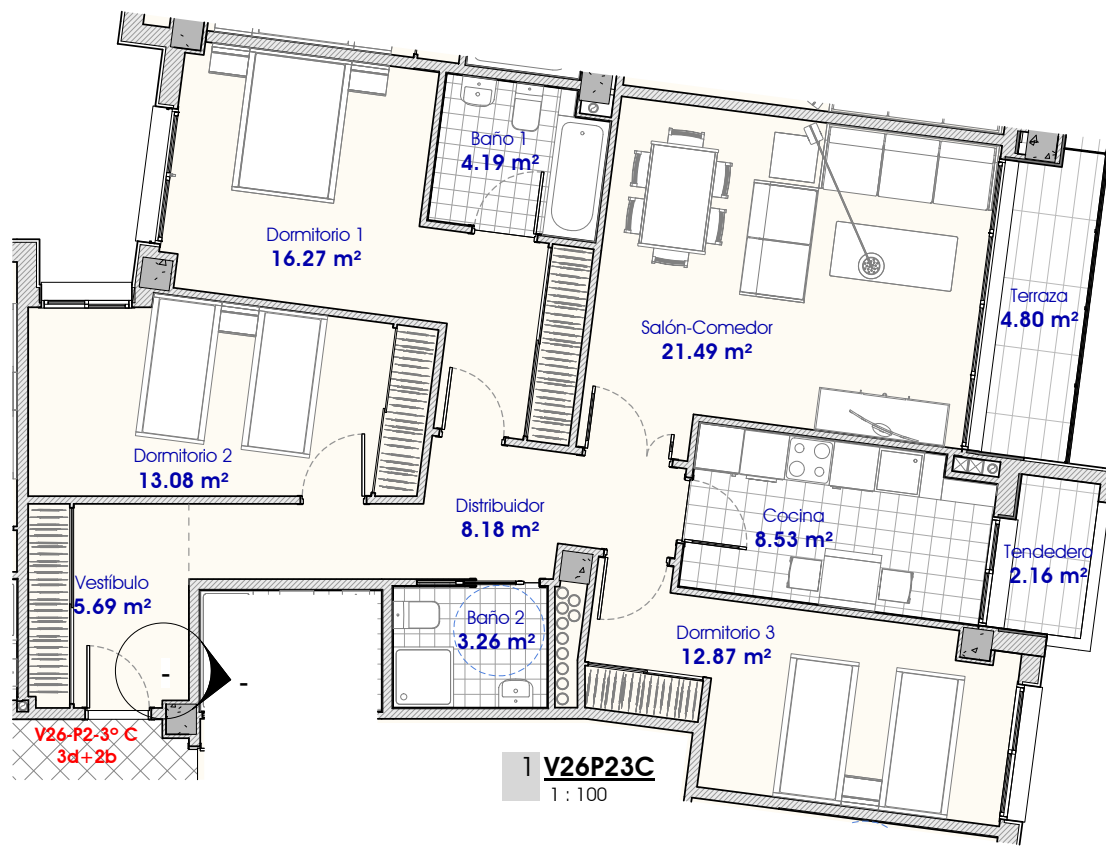 Baño 1
4.19 m²
Dormitorio 1
16.27 m²
Terraza
4.80 m²
Salón-Comedor
21.49 m²
Dormitorio 2
13.08 m²
Distribuidor
8.18 m²
Cocina
8.53 m²
Tendedero
2.16 m²
Vestíbulo
5.69 m²
Baño 2
3.26 m²
Dormitorio 3
12.87 m²
-
-
V26-P2-3º C
3d+2b
1 V26P23C
1 : 100